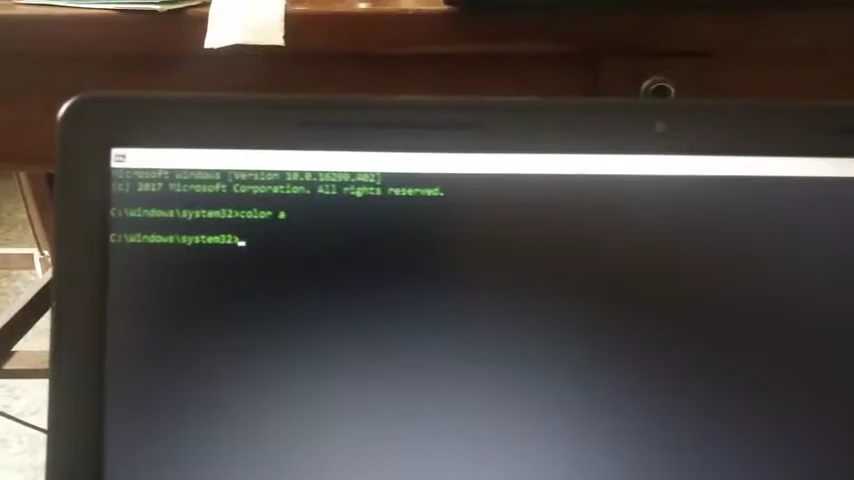 Microsoft Windows [Version 10.0.16299.402]
(c) 2017 Microsoft Corporation. All rights reserved.
C:\Windows\system32>color a
C:\Windows\system32>